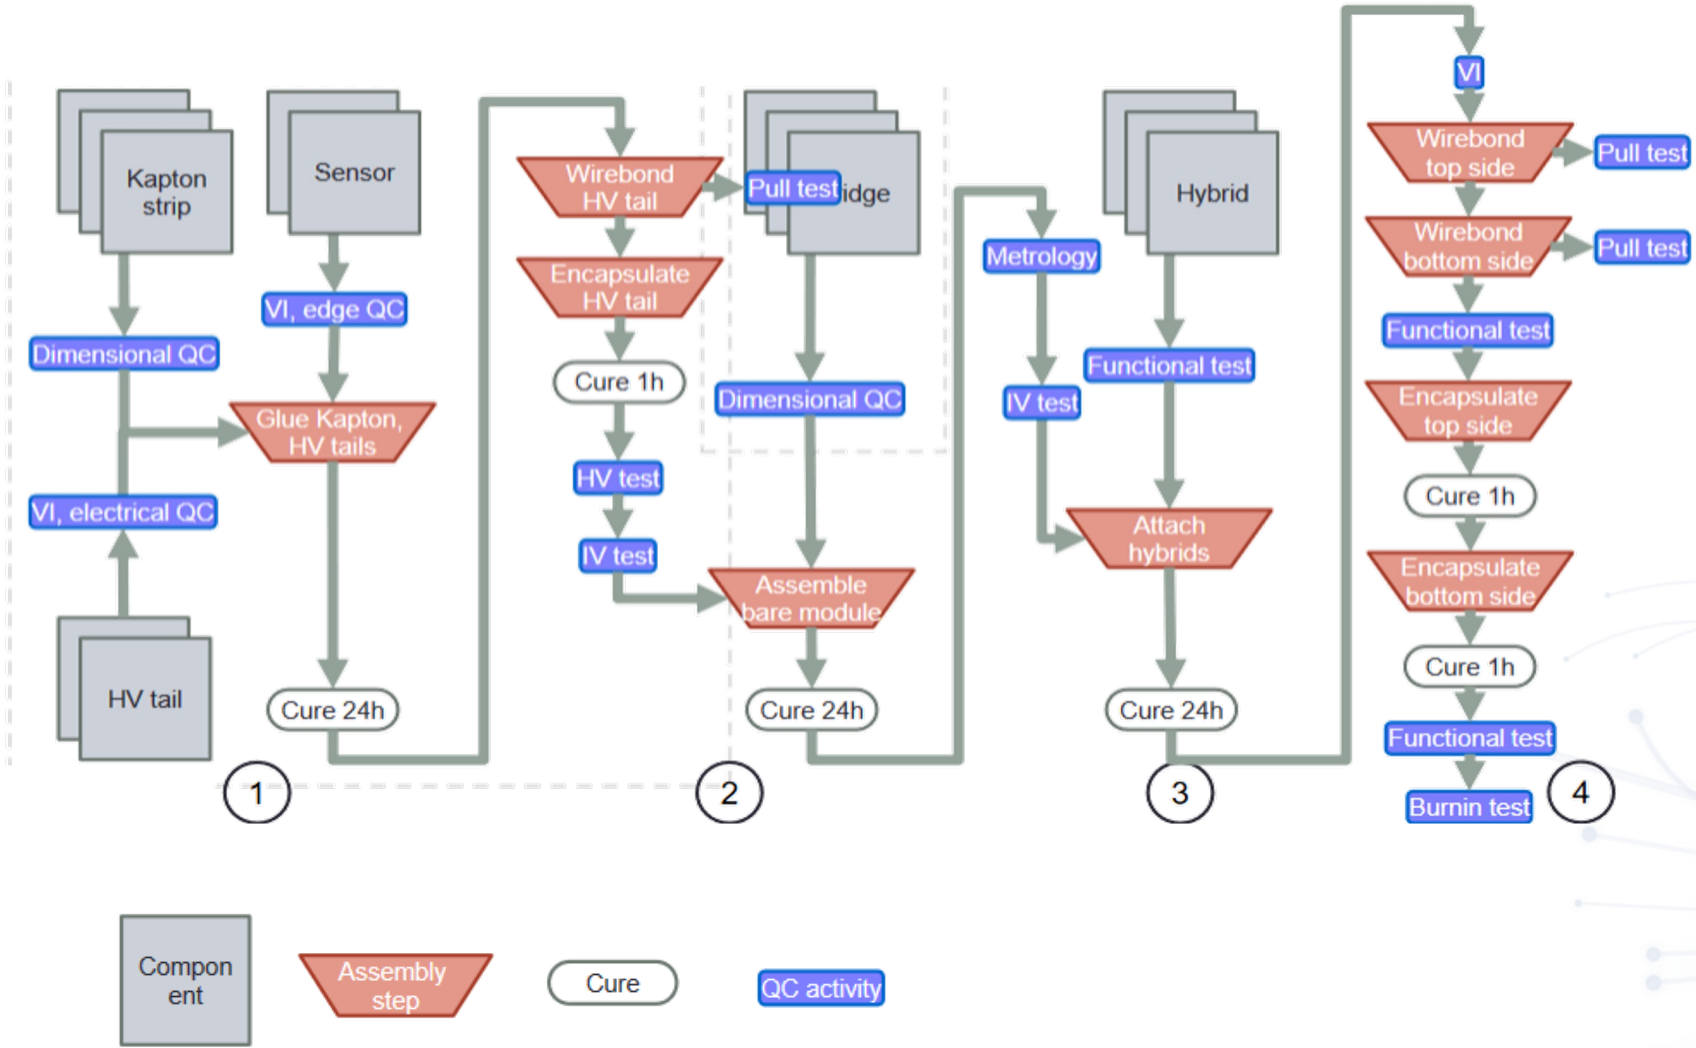 Kapton
strip
Sensor
VI, edge QC
Dimensional QC
Glue Kapton,
HV tails
VI, electrical QC
HV tail
Cure 24h
1
Wirebond
HV tail
Pull test
Encapsulate
HV tail
Cure 1h
HV test
IV test
idge
Dimensional QC
Assemble
bare module
Cure 24h
2
Metrology
IV test
Hybrid
Functional test
Attach
hybrids
Cure 24h
3
VI
Wirebond
top side
Pull test
Wirebond
bottom side
Pull test
Functional test
Encapsulate
top side
Cure 1h
Encapsulate
bottom side
Cure 1h
Functional test
Burnin test
4
Compon
ent
Assembly
step
Cure
QC activity